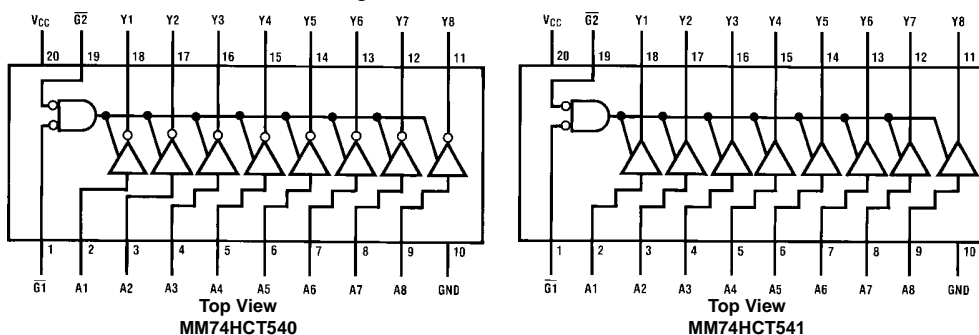 VCC G2 Y1 Y2 Y3 Y4 Y5 Y6 Y7 Y8
20 19 18 17 16 15 14 13 12 11
1 2 3 4 5 6 7 8 9 10
G1 A1 A2 A3 A4 A5 A6 A7 A8 GND
Top View
MM74HCT540
VCC G2 Y1 Y2 Y3 Y4 Y5 Y6 Y7 Y8
20 19 18 17 16 15 14 13 12 11
1 2 3 4 5 6 7 8 9 10
G1 A1 A2 A3 A4 A5 A6 A7 A8 GND
Top View
MM74HCT541